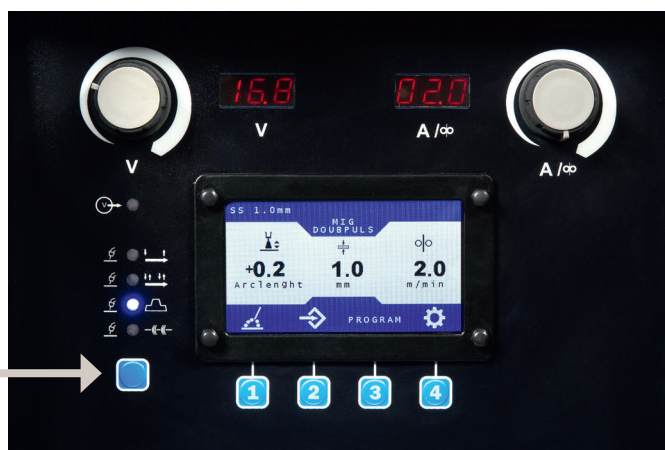 16.8
02.0
V
A/
V
A/
V
SS 1.0mm
MIG
DOUBPULS
+0.2
1.0
2.0
Arclenght
mm
m/min
PROGRAM
1
2
3
4